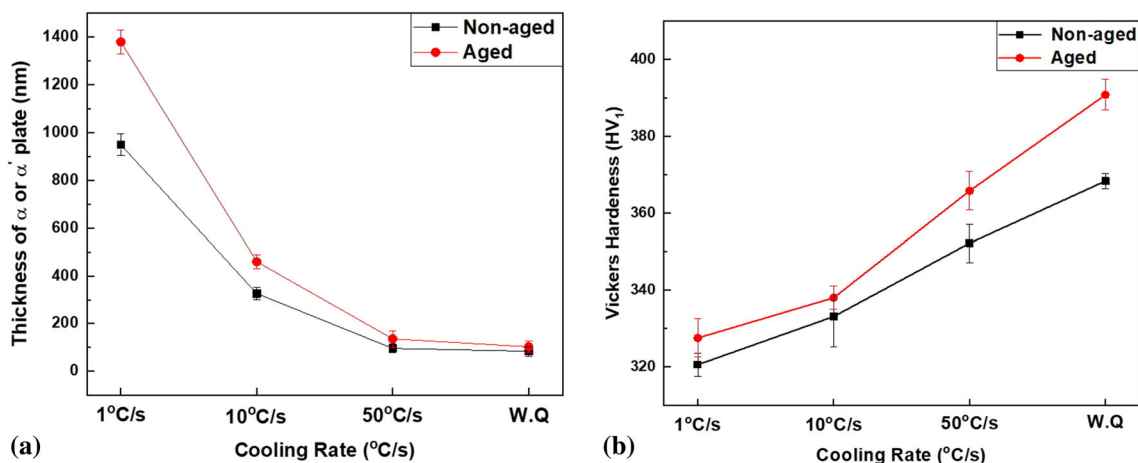 Non-aged
Aged
Thickness of α or α' plate (nm)
1400
1200
1000
800
600
400
200
0
1°C/s
10°C/s
50°C/s
W.Q
Cooling Rate (°C/s)
(a)
Non-aged
Aged
Vickers Hardeness (HV₁)
400
380
360
340
320
1°C/s
10°C/s
50°C/s
W.Q
Cooling Rate (°C/s)
(b)